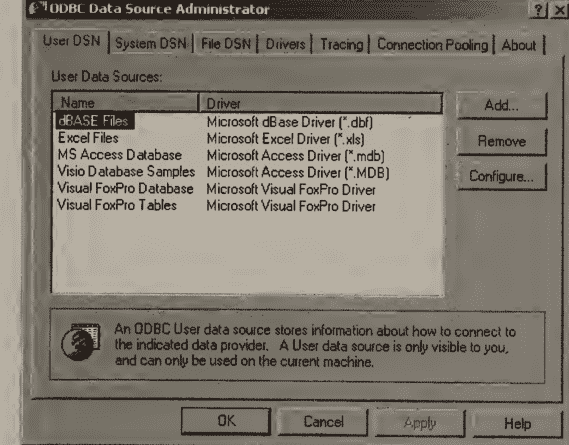 ODBC Data Source Administrator
User DSN System DSN File DSN Drivers Tracing Connection Pooling About
User Data Sources:
Name Driver
dBASE Files Microsoft dBase Driver (*.dbf)
Excel Files Microsoft Excel Driver (*.xls)
MS Access Database Microsoft Access Driver (*.mdb)
Visio Database Samples Microsoft Access Driver (*.MDB)
Visual FoxPro Database Microsoft Visual FoxPro Driver
Visual FoxPro Tables Microsoft Visual FoxPro Driver
Add...
Remove
Configure...
An ODBC User data source stores information about how to connect to
the indicated data provider. A User data source is only visible to you,
and can only be used on the current machine.
OK Cancel Apply Help